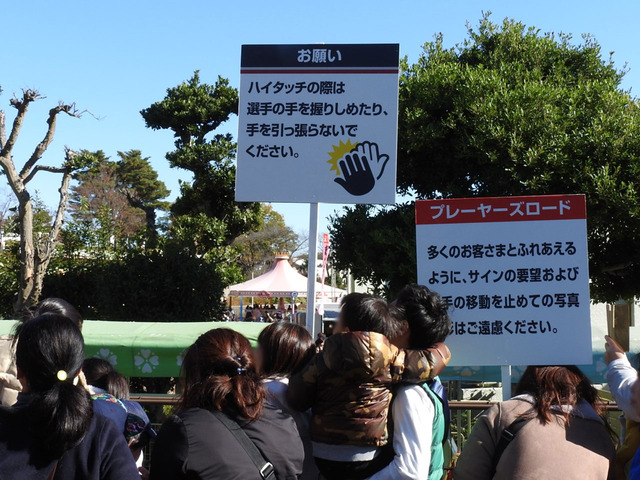 お願い
ハイタッチの際は
選手の手を握りしめたり、
手を引っ張らないで
ください。
プレーヤーズロード
多くのお客さまとふれあえる
ように、サインの要望および
手の移動を止めての写真
はご遠慮ください。